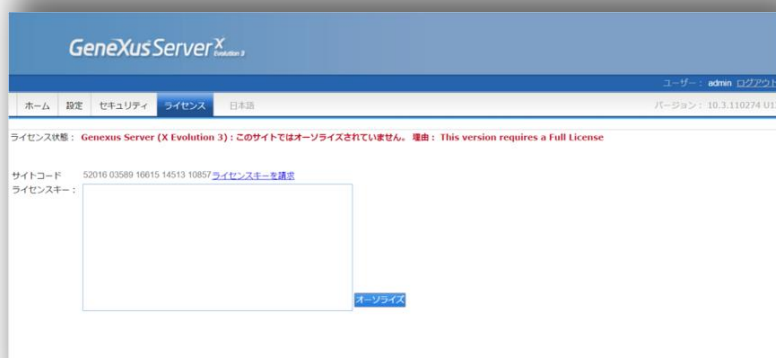 GeneXus Server X
Evolution 3
ユーザー： admin ログアウト
ホーム 設定 セキュリティ ライセンス 日本語
バージョン： 10.3.110274 U1
ライセンス状態： Genexus Server (X Evolution 3) : このサイトではオーソライズされていません。 理由： This version requires a Full License
サイトコード 52016 03589 16615 14513 10857 ライセンスキーを請求
ライセンスキー：
オーソライズ